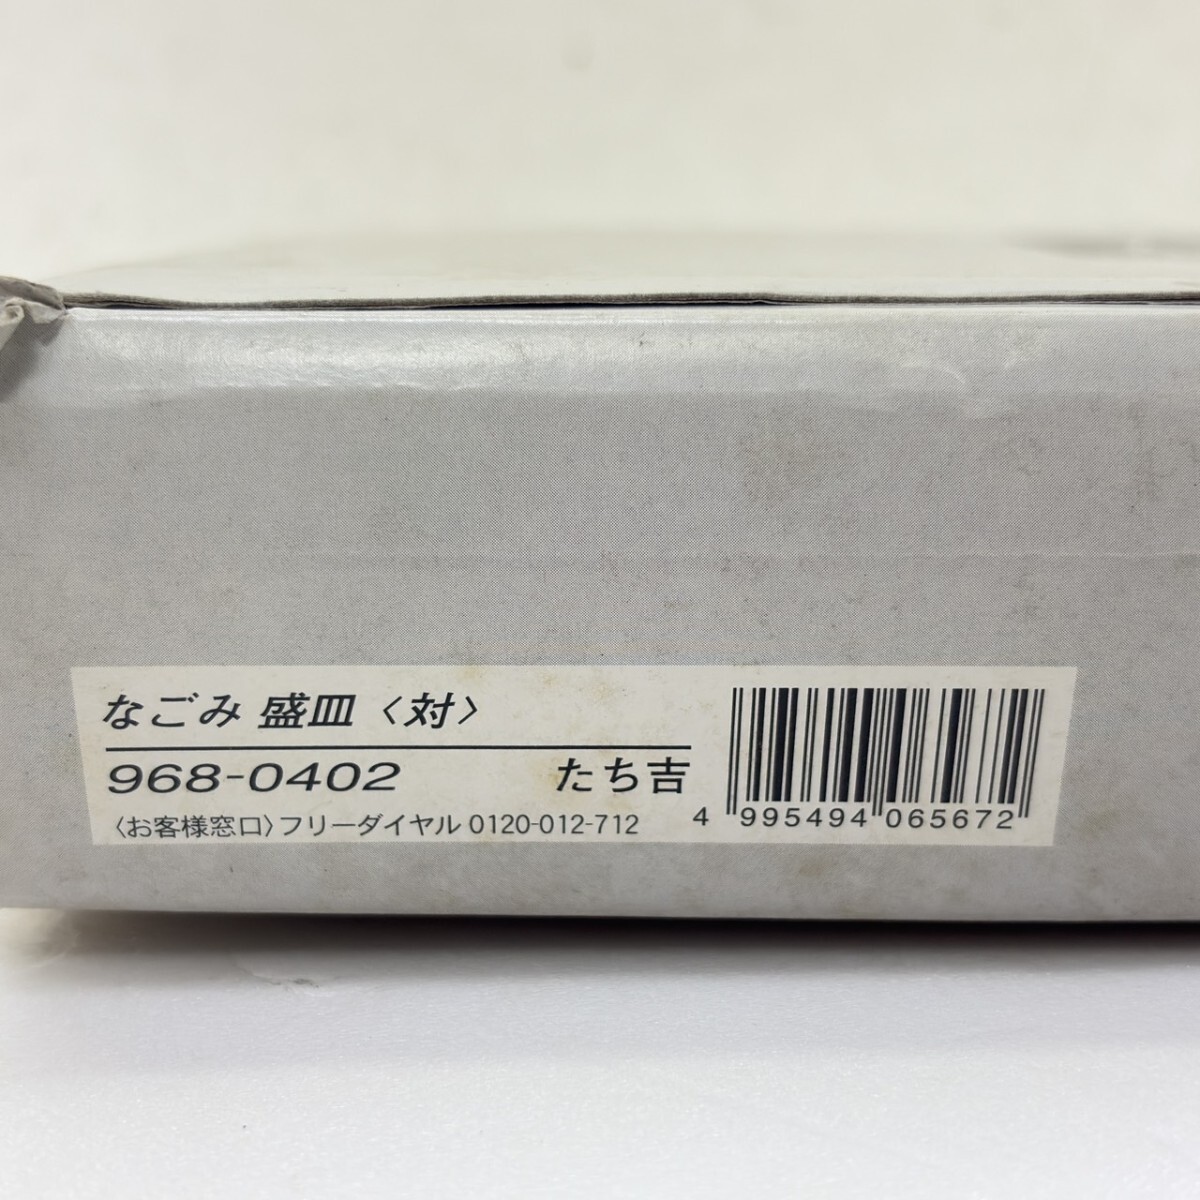 なごみ 盛皿〈対〉
968-0402 たち吉
〈お客様窓口〉フリーダイヤル 0120-012-712
4 995494 065672